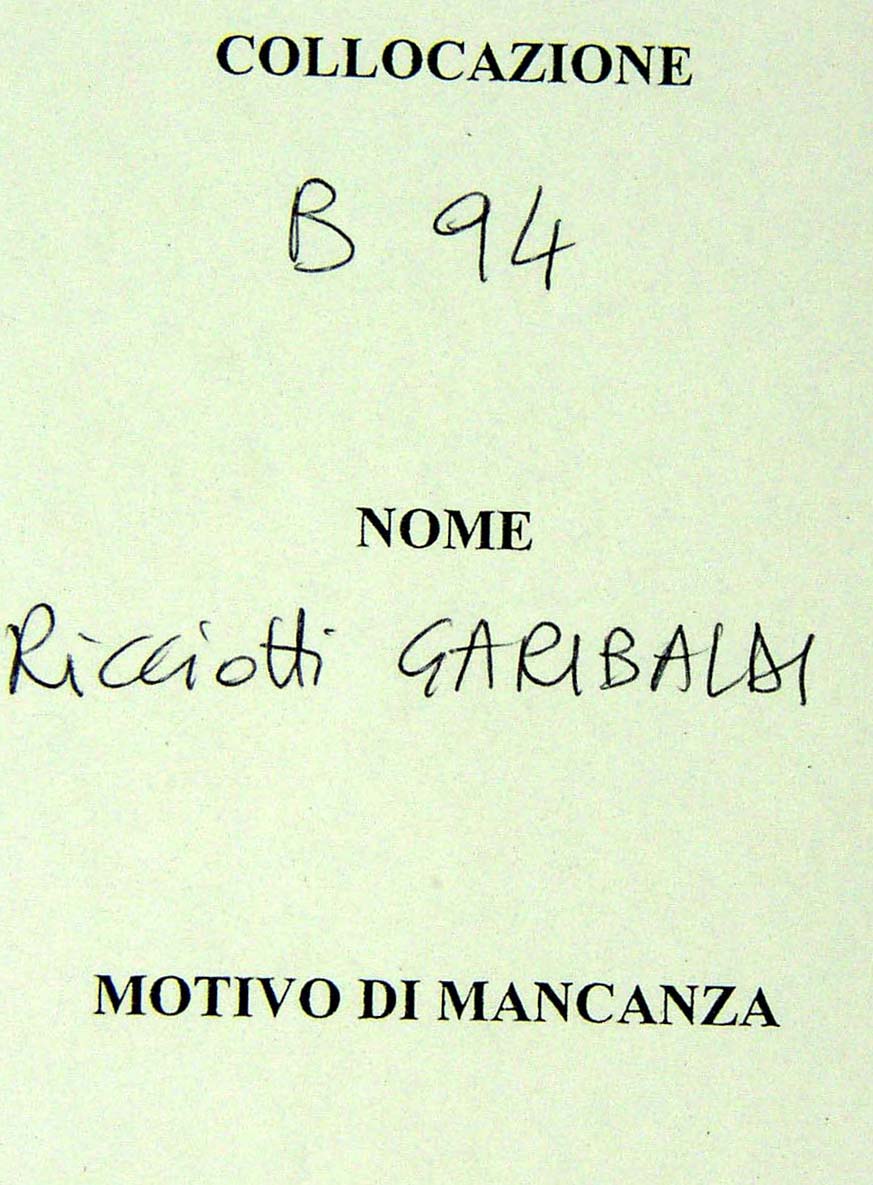 COLLOCAZIONE
B 94
NOME
Ricciotti GARIBALDI
MOTIVO DI MANCANZA